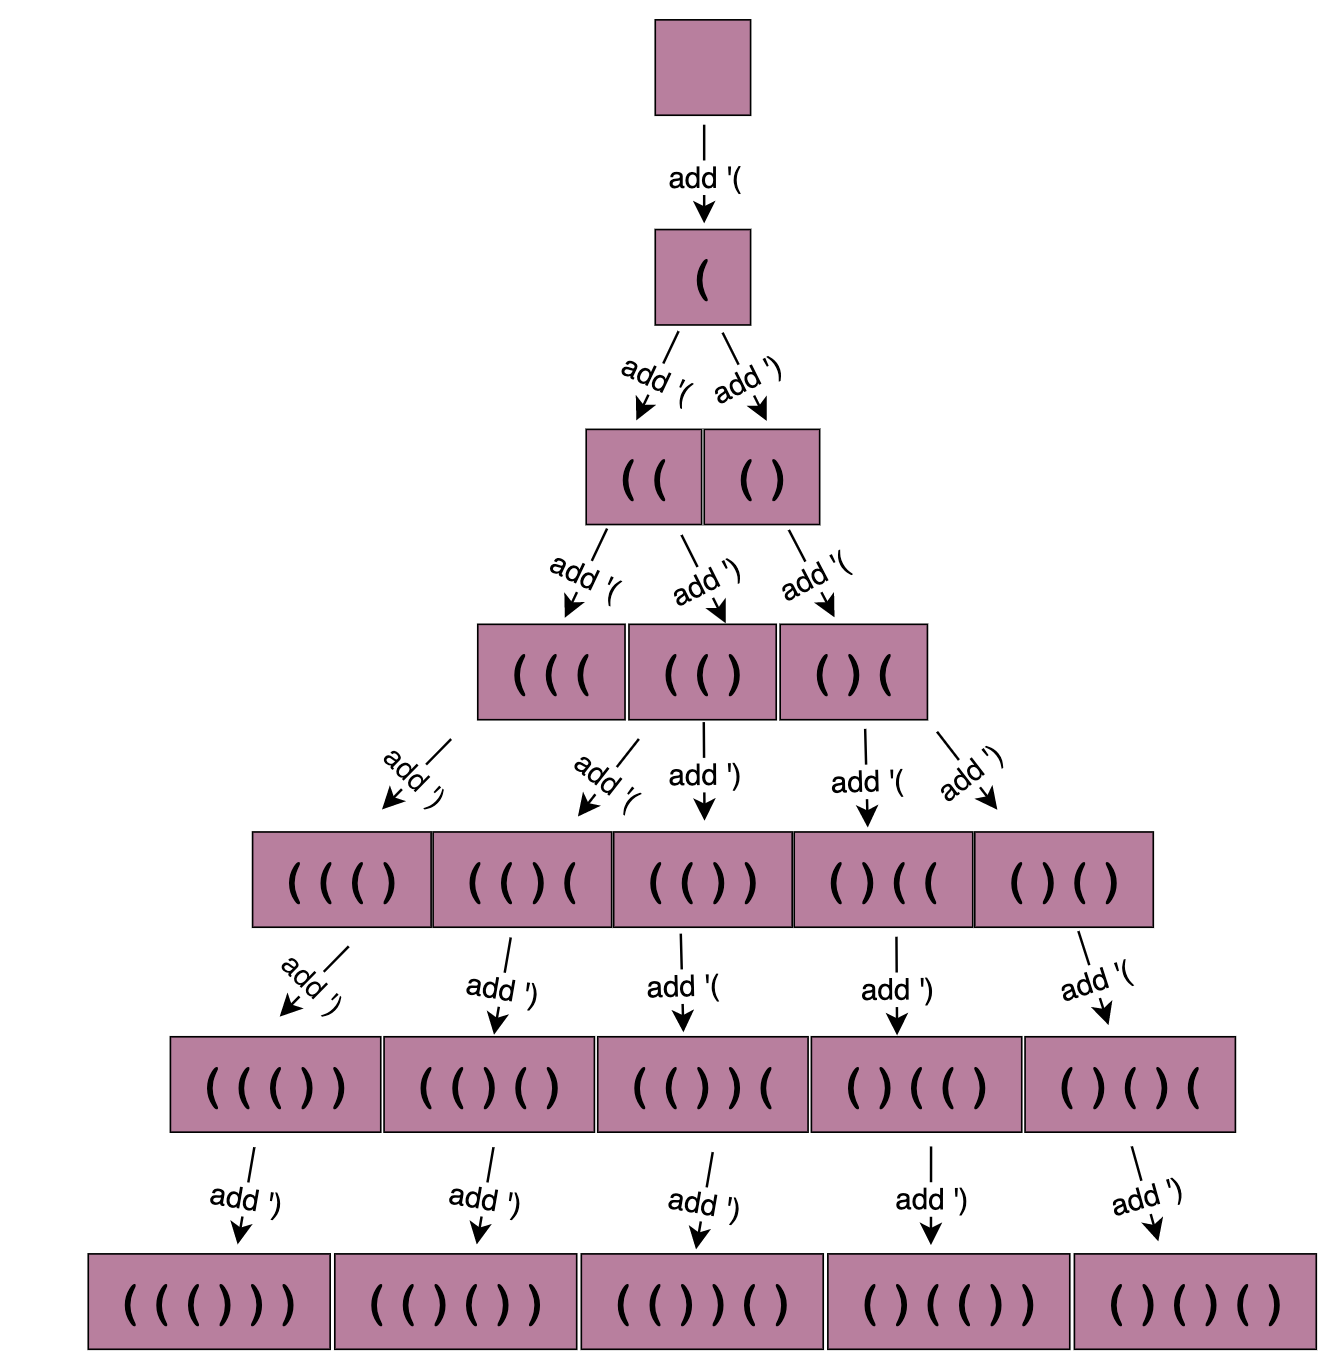 add '(
(
add '( add ')
( ( ( )
add '( add ') add '(
( ( ( ( ( ) ( ) (
add ') add '( add ') add '( add ')
( ( ( ) ( ( ) ( ( ( ) ) ( ) ( ( ( ) ( )
add ') add ') add '( add ') add '(
( ( ( ) ) ( ( ) ( ) ( ( ) ) ( ( ) ( ( ) ( ) ( ) (
add ') add ') add ') add ') add ')
( ( ( ) ) ) ( ( ) ( ) ) ( ( ) ) ( ) ( ) ( ( ) ) ( ) ( ) ( )